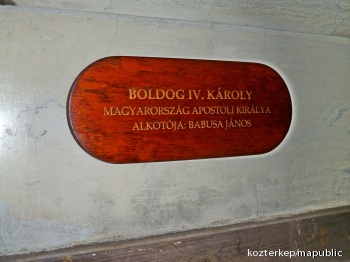 BOLDOG IV. KÁROLY
MAGYARORSZÁG APOSTOLI KIRÁLYA
ALKOTÓJA: BABUSA JÁNOS
kozterkep/mapublic